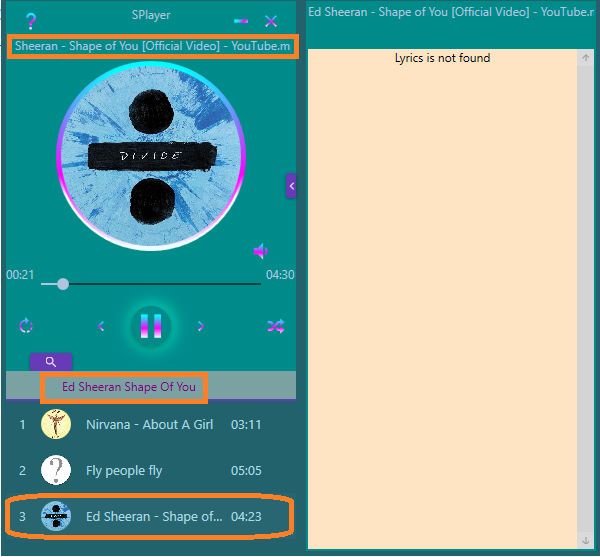 SPlayer
Sheeran - Shape of You [Official Video] - YouTube.m
DIVIDE
00:21
04:30
Ed Sheeran Shape Of You
1 Nirvana - About A Girl 03:11
2 Fly people fly 05:05
3 Ed Sheeran - Shape of... 04:23
Ed Sheeran - Shape of You [Official Video] - YouTube.m
Lyrics is not found